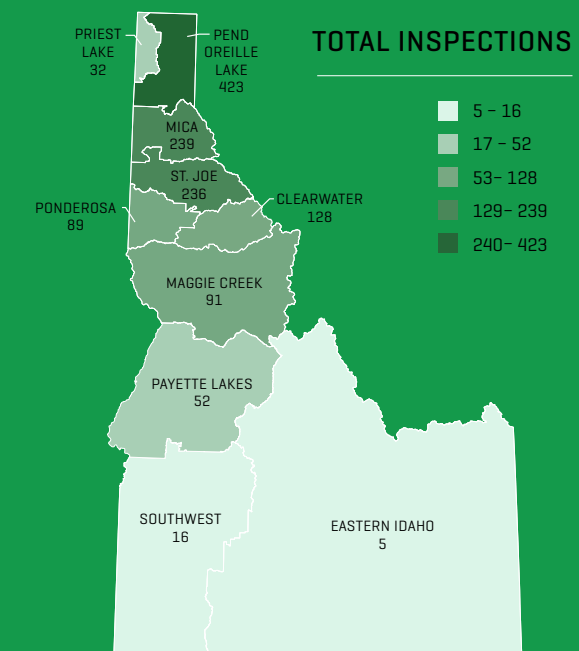 TOTAL INSPECTIONS
5 – 16
17 – 52
53– 128
129– 239
240– 423
PRIEST
LAKE
32
PEND
OREILLE
LAKE
423
MICA
239
ST. JOE
236
PONDEROSA
89
CLEARWATER
128
MAGGIE CREEK
91
PAYETTE LAKES
52
SOUTHWEST
16
EASTERN IDAHO
5